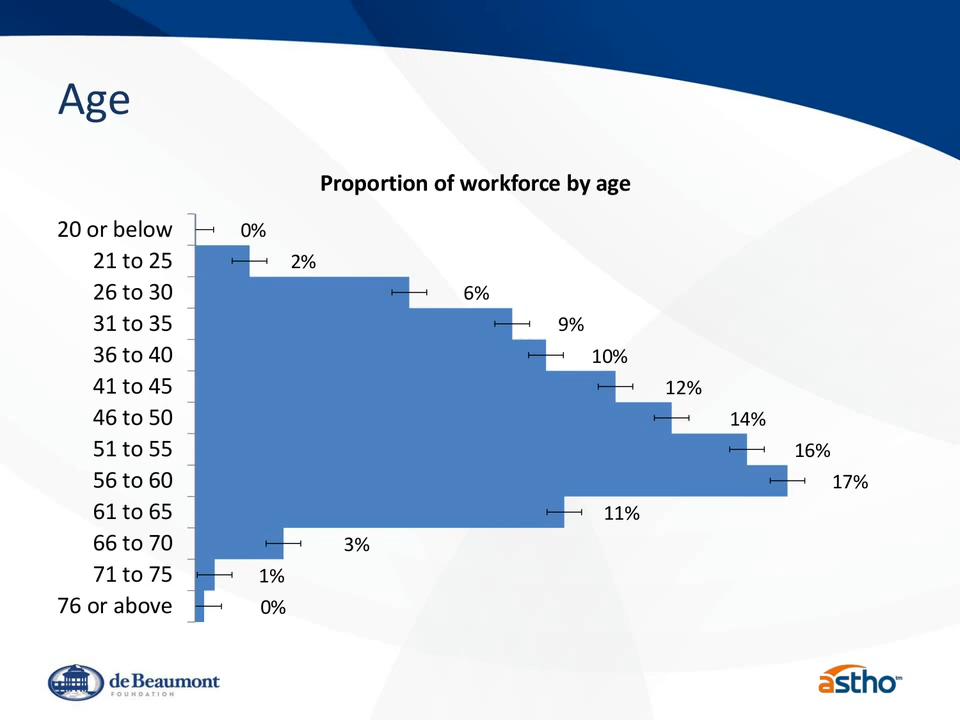 Age
Proportion of workforce by age
20 or below 0%
21 to 25 2%
26 to 30 6%
31 to 35 9%
36 to 40 10%
41 to 45 12%
46 to 50 14%
51 to 55 16%
56 to 60 17%
61 to 65 11%
66 to 70 3%
71 to 75 1%
76 or above 0%
de Beaumont
FOUNDATION
astho™